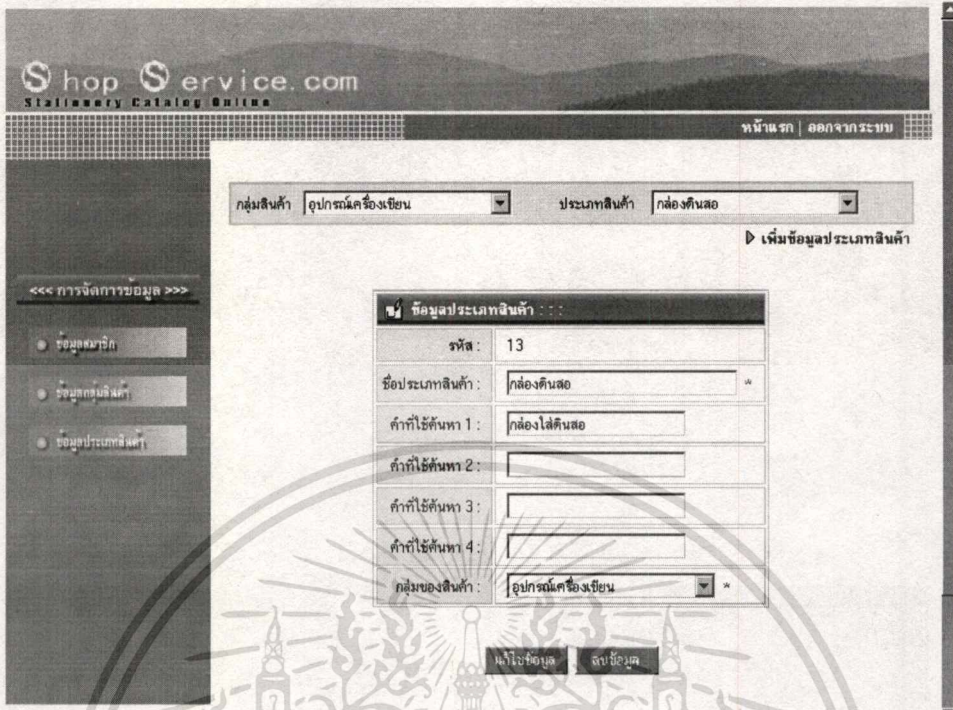 Shop Service.com
Stationery Catalog Online
หน้าแรก | ออกจากระบบ
กลุ่มสินค้า อุปกรณ์เครื่องเขียน ประเภทสินค้า กล่องดินสอ
เพิ่มข้อมูลประเภทสินค้า
<<< การจัดการข้อมูล >>>
ข้อมูลสมาชิก
ข้อมูลกลุ่มสินค้า
ข้อมูลประเภทสินค้า
ข้อมูลประเภทสินค้า : : :
รหัส : 13
ชื่อประเภทสินค้า : กล่องดินสอ *
คำที่ใช้ค้นหา 1 : กล่องใส่ดินสอ
คำที่ใช้ค้นหา 2 :
คำที่ใช้ค้นหา 3 :
คำที่ใช้ค้นหา 4 :
กลุ่มของสินค้า : อุปกรณ์เครื่องเขียน *
แก้ไขข้อมูล ลบข้อมูล